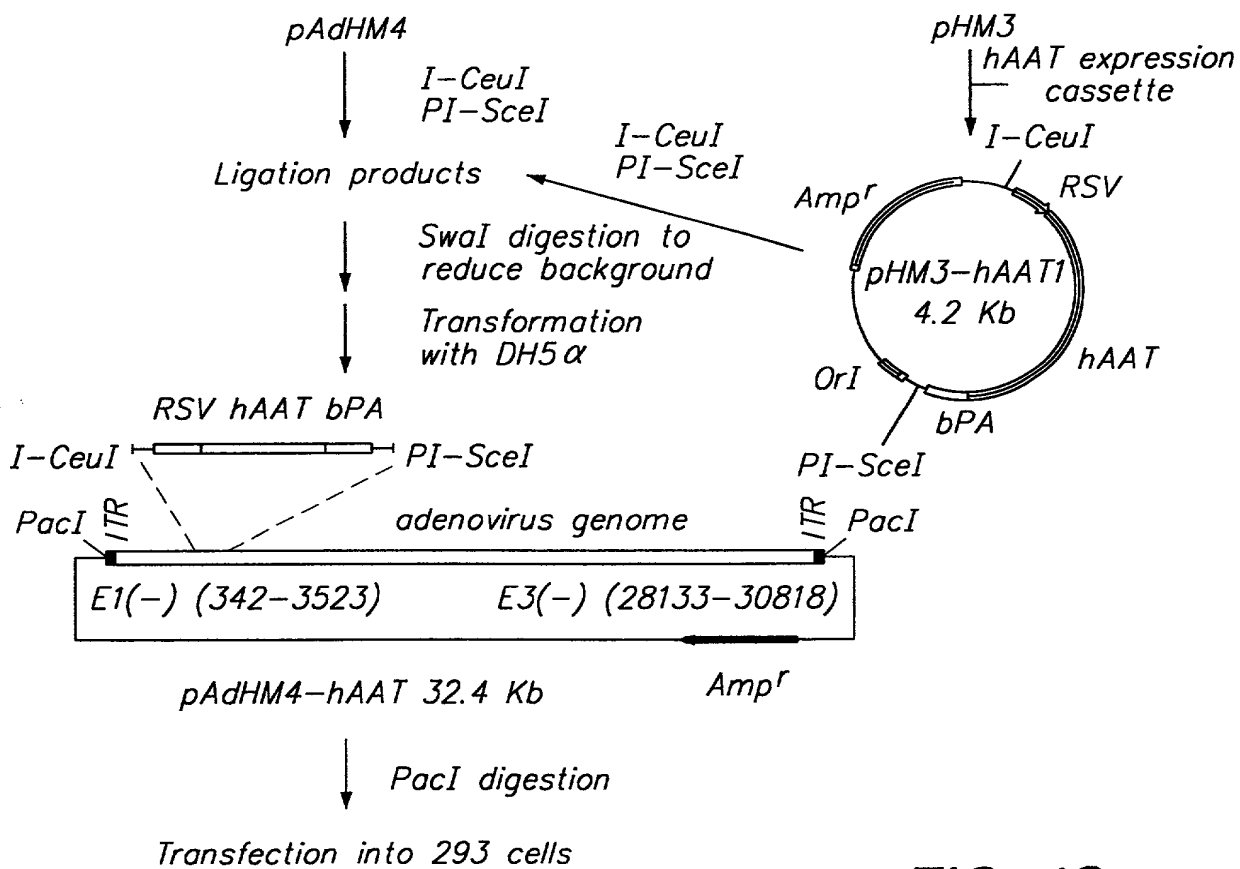 pAdHM4
I-CeuI
PI-SceI
Ligation products
SwaI digestion to
reduce background
Transformation
with DH5α
pHM3
hAAT expression
cassette
I-CeuI
PI-SceI
I-CeuI
RSV
Ampʳ
pHM3-hAAT1
4.2 Kb
hAAT
OrI
bPA
PI-SceI
RSV hAAT bPA
I-CeuI
PI-SceI
PacI
ITR
adenovirus genome
ITR
PacI
E1(-) (342-3523)
E3(-) (28133-30818)
Ampʳ
pAdHM4-hAAT 32.4 Kb
PacI digestion
Transfection into 293 cells